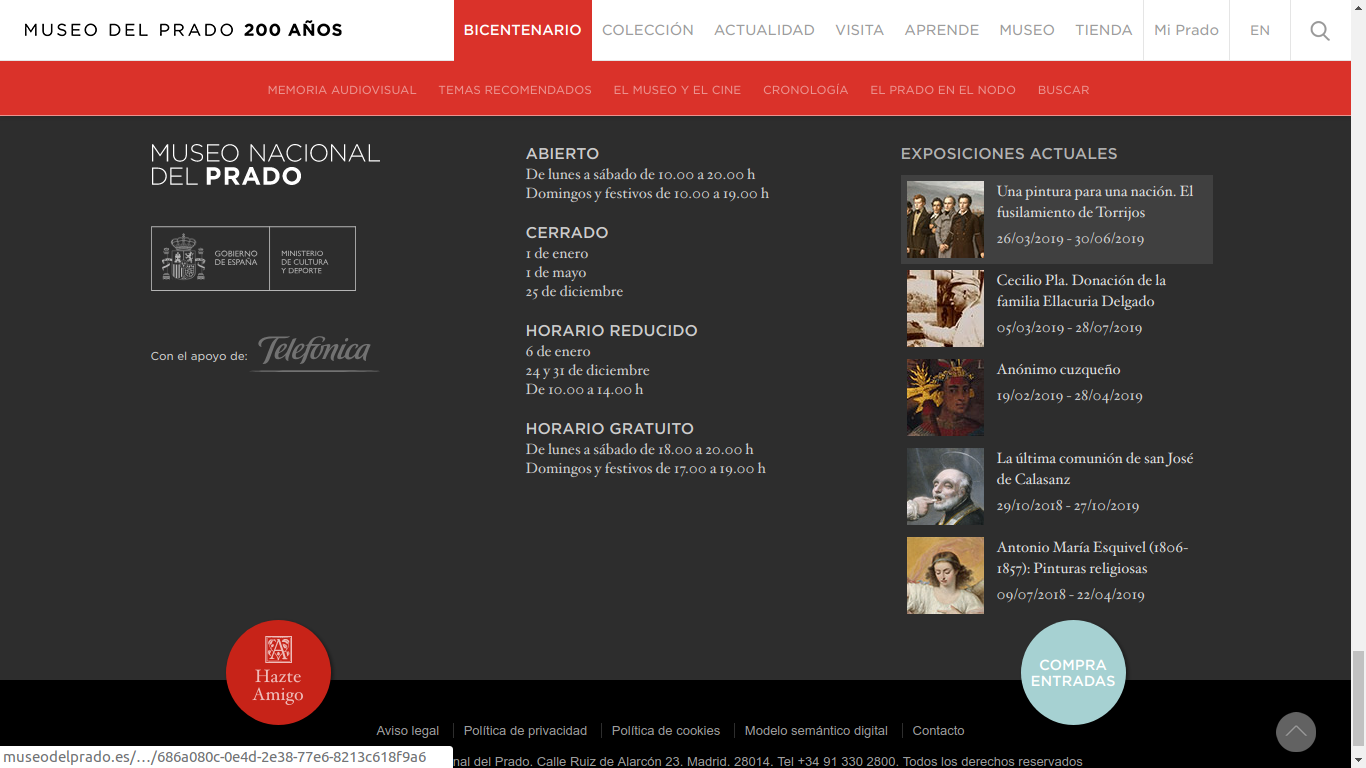 MUSEO DEL PRADO 200 AÑOS
BICENTENARIO
COLECCIÓN
ACTUALIDAD
VISITA
APRENDE
MUSEO
TIENDA
Mi Prado
EN
MEMORIA AUDIOVISUAL
TEMAS RECOMENDADOS
EL MUSEO Y EL CINE
CRONOLOGÍA
EL PRADO EN EL NODO
BUSCAR
MUSEO NACIONAL
DEL PRADO
GOBIERNO
DE ESPAÑA
MINISTERIO
DE CULTURA
Y DEPORTE
Con el apoyo de: Telefónica
ABIERTO
De lunes a sábado de 10.00 a 20.00 h
Domingos y festivos de 10.00 a 19.00 h
CERRADO
1 de enero
1 de mayo
25 de diciembre
HORARIO REDUCIDO
6 de enero
24 y 31 de diciembre
De 10.00 a 14.00 h
HORARIO GRATUITO
De lunes a sábado de 18.00 a 20.00 h
Domingos y festivos de 17.00 a 19.00 h
EXPOSICIONES ACTUALES
Una pintura para una nación. El
fusilamiento de Torrijos
26/03/2019 - 30/06/2019
Cecilio Pla. Donación de la
familia Ellacuria Delgado
05/03/2019 - 28/07/2019
Anónimo cuzqueño
19/02/2019 - 28/04/2019
La última comunión de san José
de Calasanz
29/10/2018 - 27/10/2019
Antonio María Esquivel (1806-
1857): Pinturas religiosas
09/07/2018 - 22/04/2019
Hazte
Amigo
COMPRA
ENTRADAS
Aviso legal
Política de privacidad
Política de cookies
Modelo semántico digital
Contacto
museodelprado.es/.../686a080c-0e4d-2e38-77e6-8213c618f9a6
nal del Prado. Calle Ruiz de Alarcón 23. Madrid. 28014. Tel +34 91 330 2800. Todos los derechos reservados